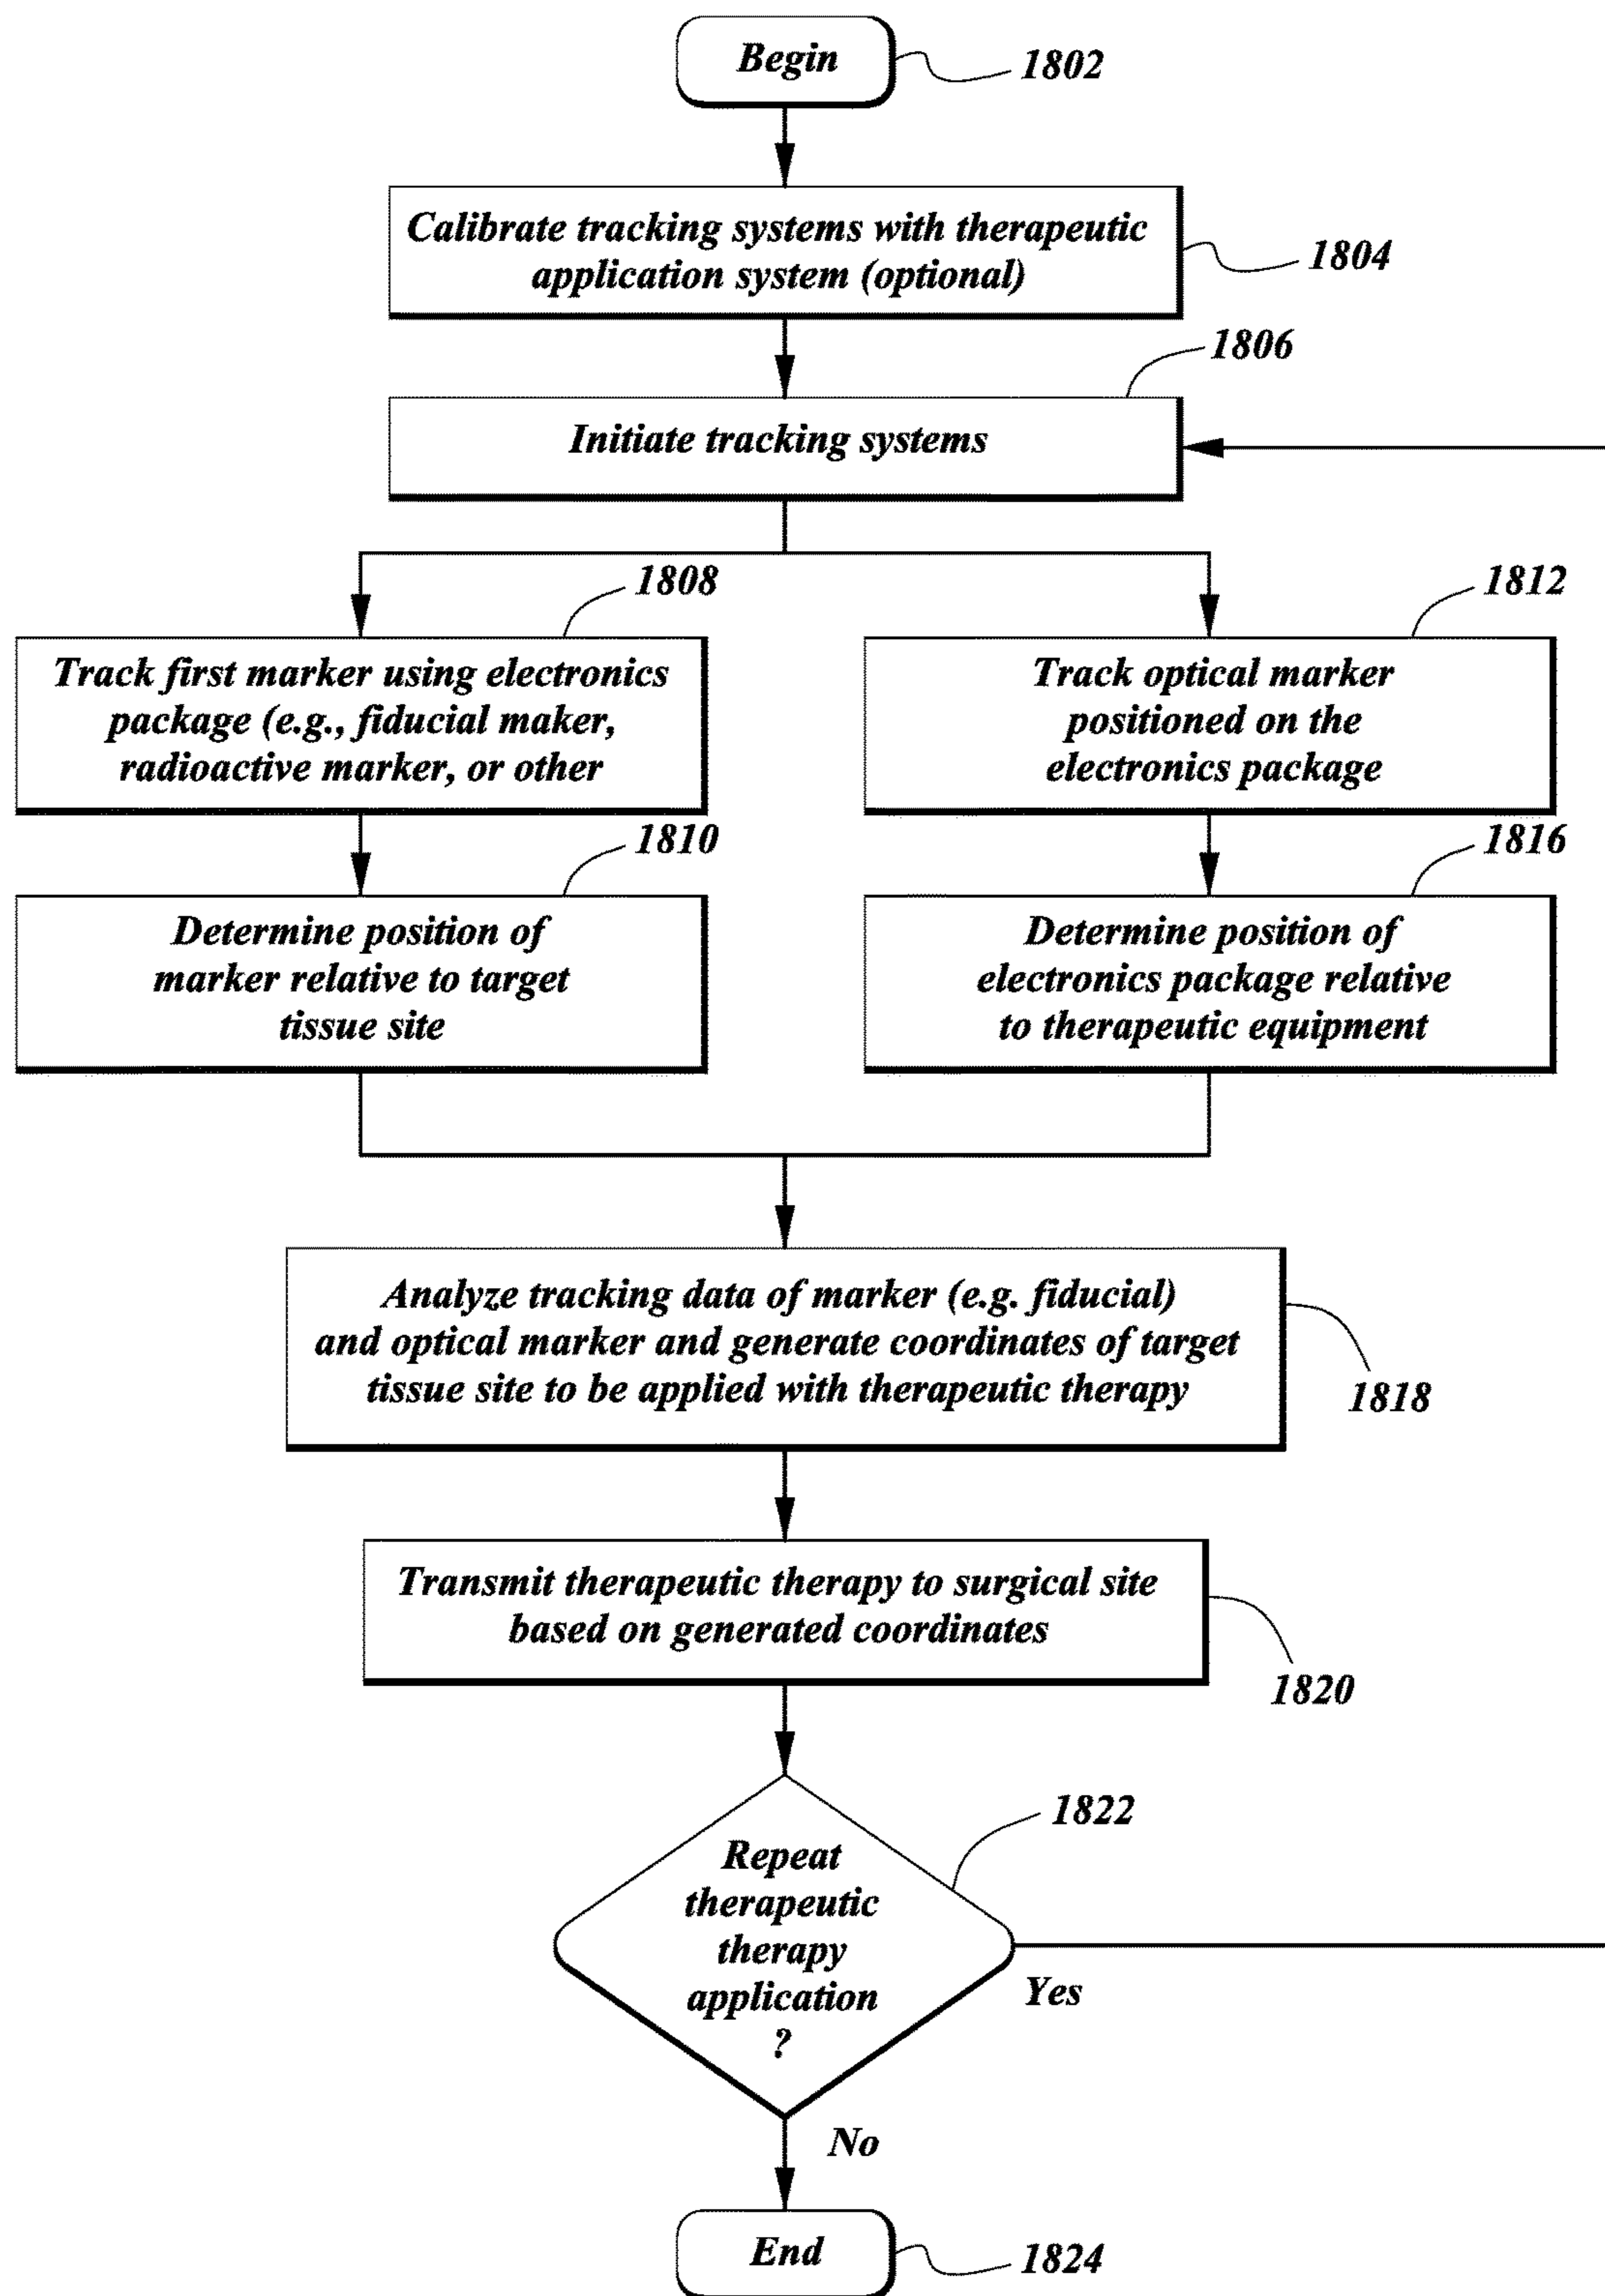 Begin
1802
Calibrate tracking systems with therapeutic
application system (optional)
1804
1806
Initiate tracking systems
1808
Track first marker using electronics
package (e.g., fiducial maker,
radioactive marker, or other
1812
Track optical marker
positioned on the
electronics package
1810
Determine position of
marker relative to target
tissue site
1816
Determine position of
electronics package relative
to therapeutic equipment
Analyze tracking data of marker (e.g. fiducial)
and optical marker and generate coordinates of target
tissue site to be applied with therapeutic therapy
1818
Transmit therapeutic therapy to surgical site
based on generated coordinates
1820
1822
Repeat
therapeutic
therapy
application
?
Yes
No
End
1824